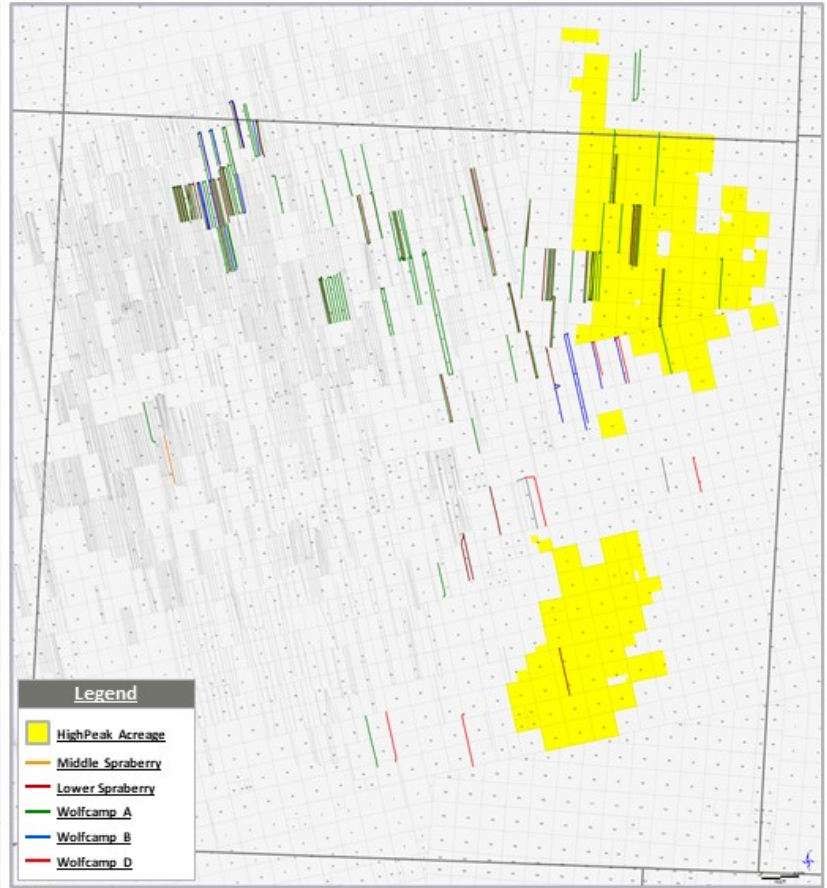 Legend
HighPeak Acreage
Middle Spraberry
Lower Spraberry
Wolfcamp A
Wolfcamp B
Wolfcamp D